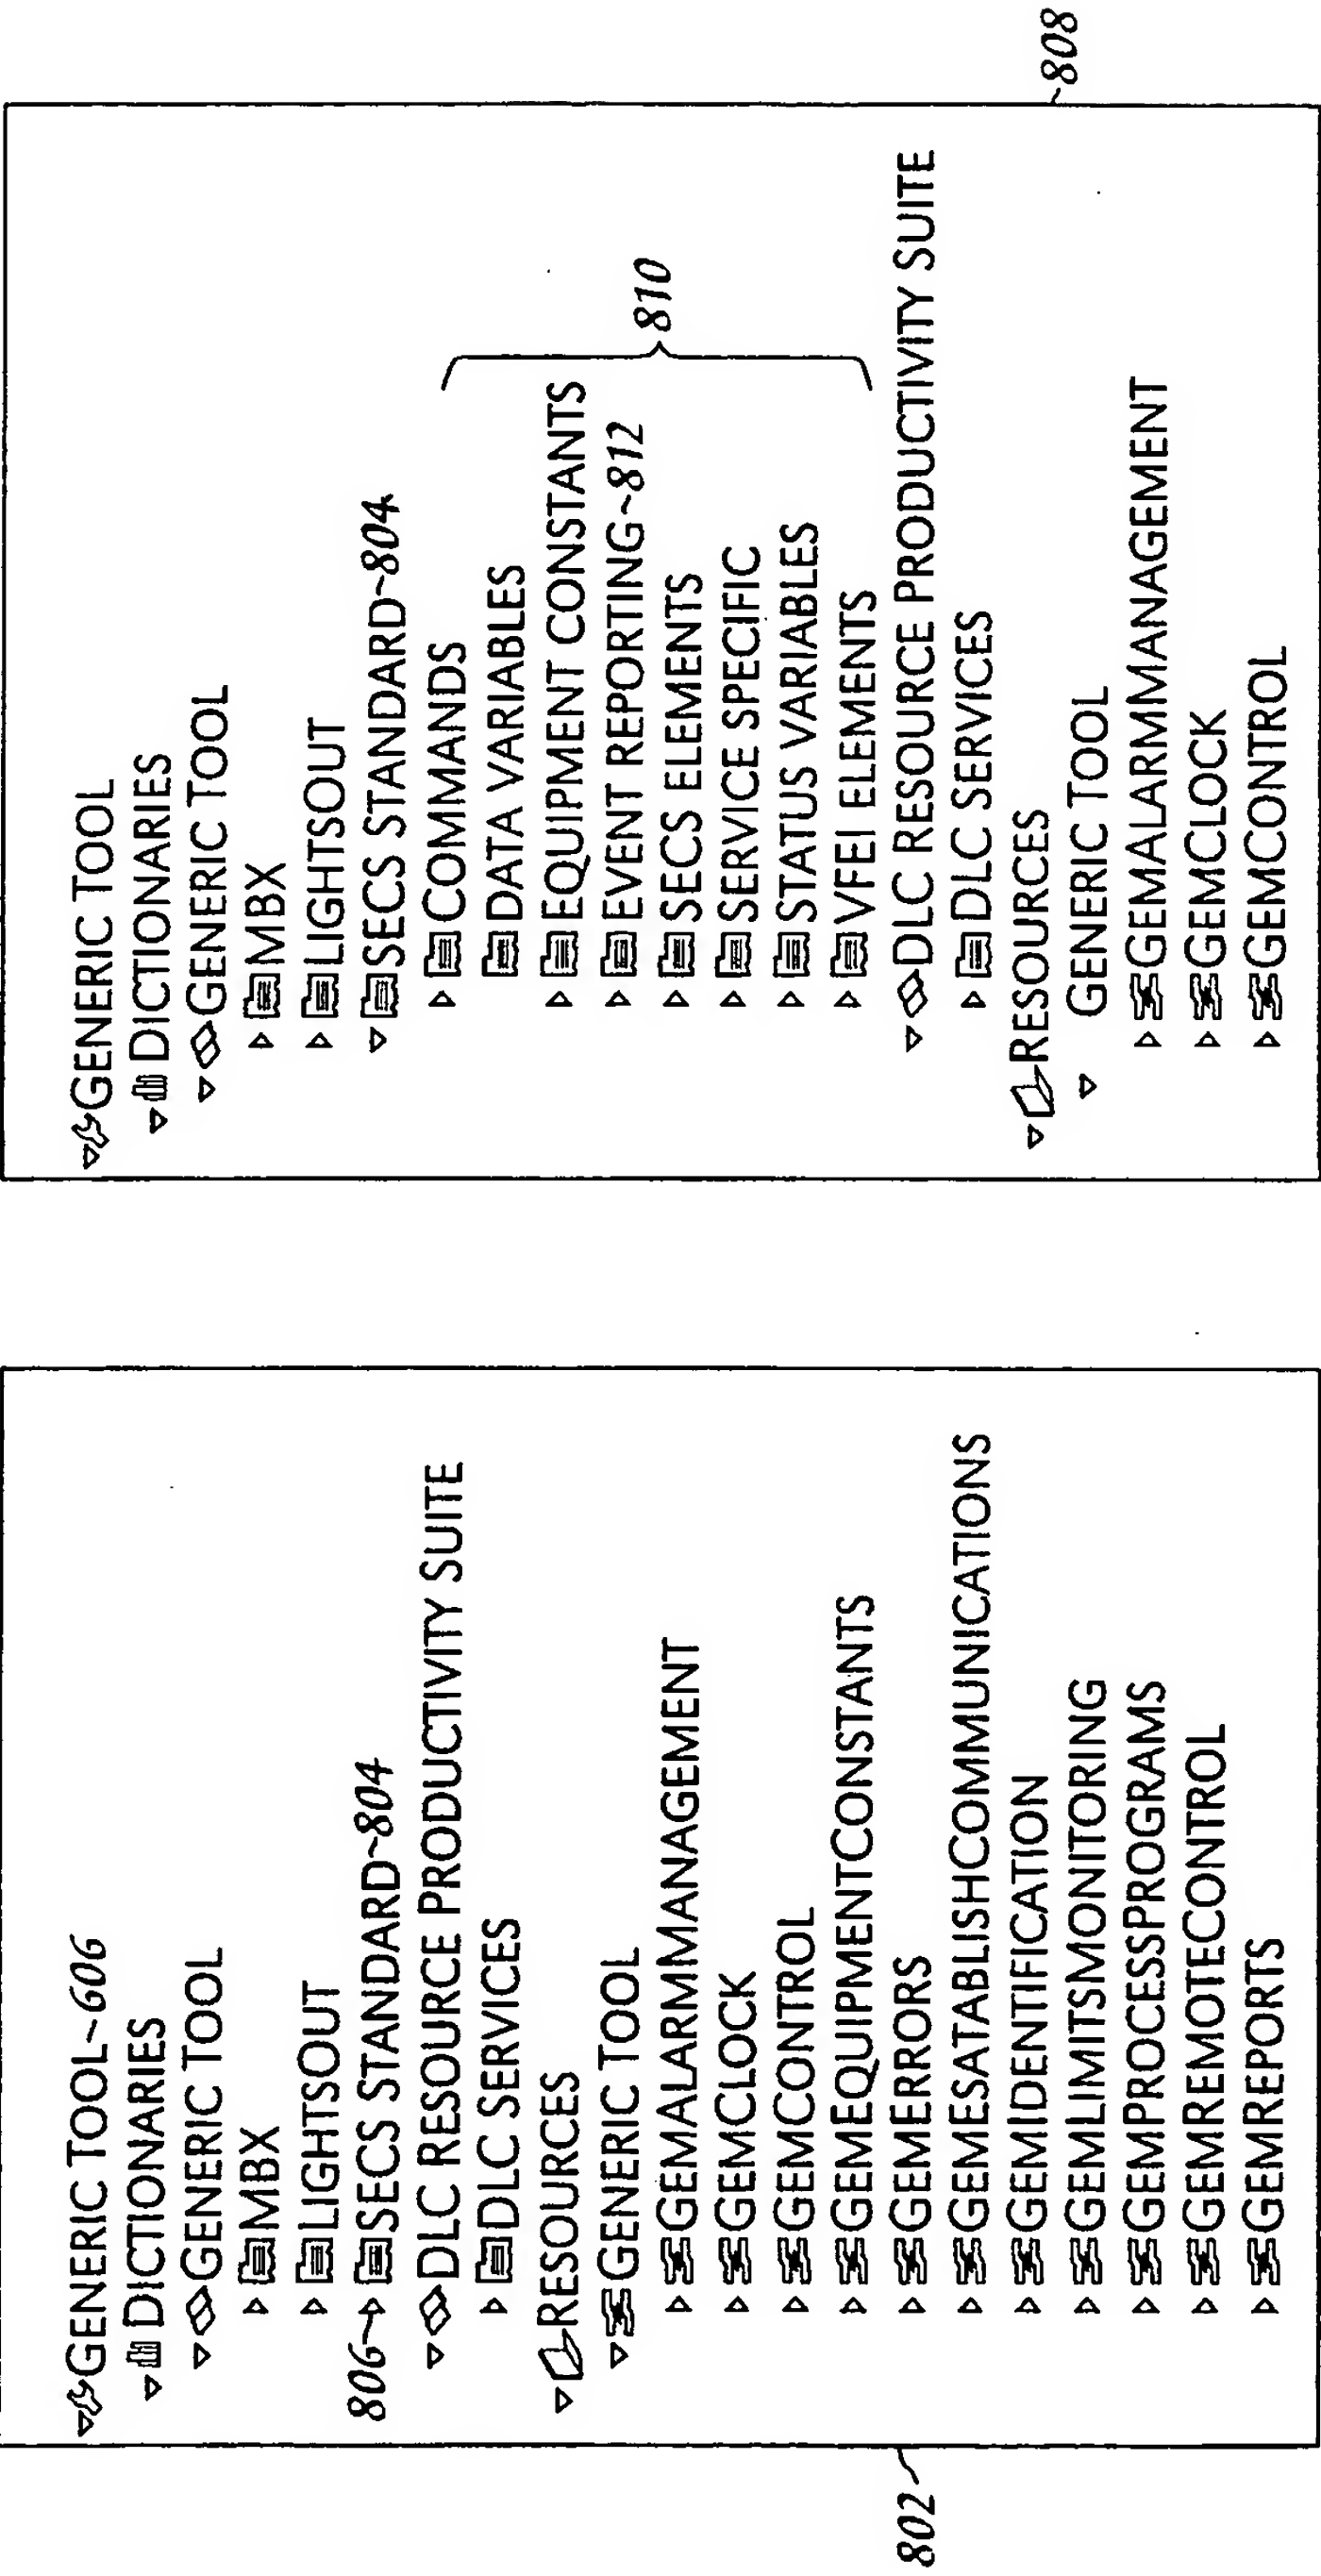 GENERIC TOOL~606
DICTIONARIES
GENERIC TOOL
MBX
LIGHTSOUT
806 SECS STANDARD~804
DLC RESOURCE PRODUCTIVITY SUITE
DLC SERVICES
RESOURCES
GENERIC TOOL
GEMALARMMANAGEMENT
GEMCLOCK
GEMCONTROL
GEMEQUIPMENTCONSTANTS
GEMERRORS
GEMESATABLISHCOMMUNICATIONS
GEMIDENTIFICATION
GEMLIMITSMONITORING
GEMPROCESSPROGRAMS
GEMREMOTECONTROL
GEMREPORTS
802
GENERIC TOOL
DICTIONARIES
GENERIC TOOL
MBX
LIGHTSOUT
SECS STANDARD~804
COMMANDS
DATA VARIABLES
EQUIPMENT CONSTANTS
EVENT REPORTING~812
SECS ELEMENTS
SERVICE SPECIFIC
STATUS VARIABLES
VFEI ELEMENTS
810
DLC RESOURCE PRODUCTIVITY SUITE
DLC SERVICES
RESOURCES
GENERIC TOOL
GEMALARMMANAGEMENT
GEMCLOCK
GEMCONTROL
808